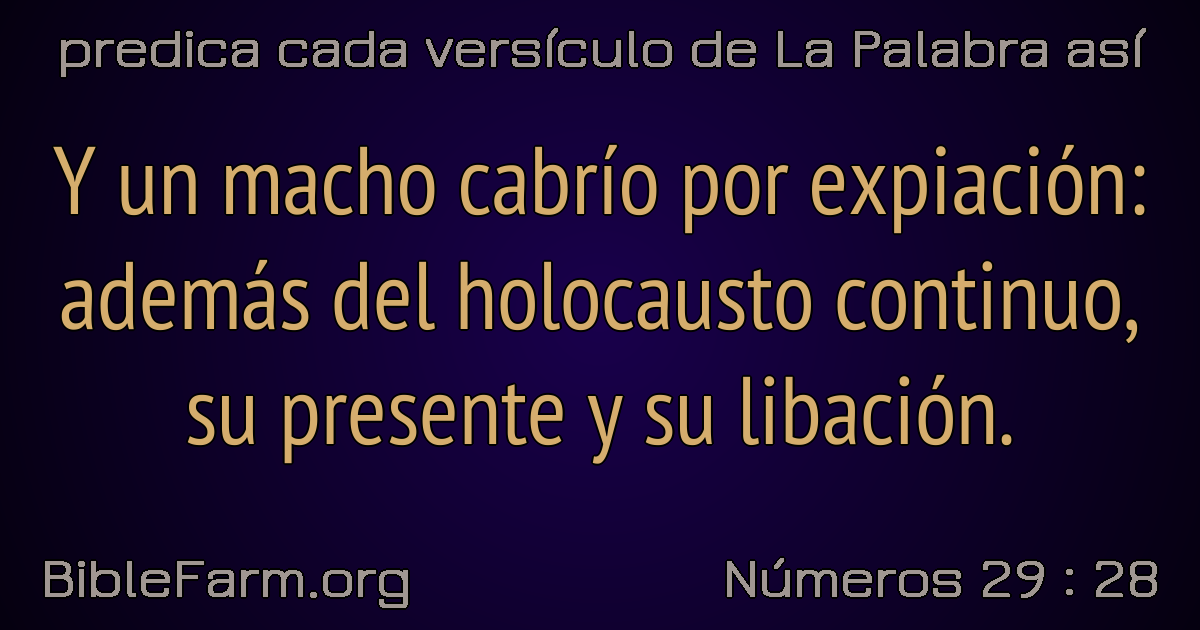 predica cada versículo de La Palabra así
Y un macho cabrío por expiación:
además del holocausto continuo,
su presente y su libación.
BibleFarm.org
Números 29 : 28